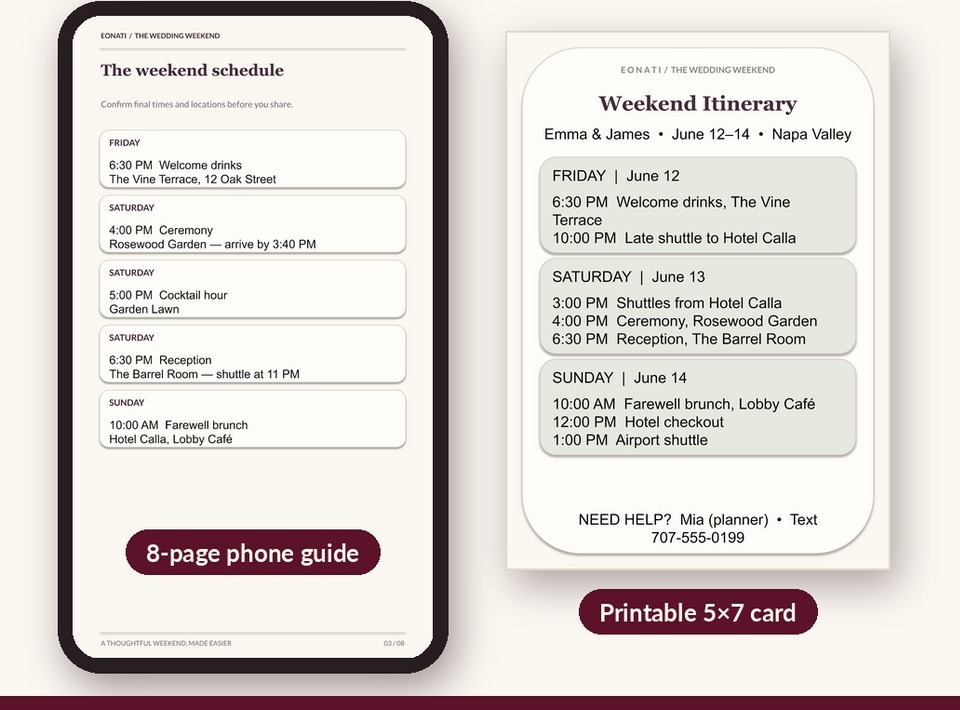 EONATI / THE WEDDING WEEKEND
The weekend schedule
Confirm final times and locations before you share.
FRIDAY
6:30 PM Welcome drinks
The Vine Terrace, 12 Oak Street
SATURDAY
4:00 PM Ceremony
Rosewood Garden — arrive by 3:40 PM
SATURDAY
5:00 PM Cocktail hour
Garden Lawn
SATURDAY
6:30 PM Reception
The Barrel Room — shuttle at 11 PM
SUNDAY
10:00 AM Farewell brunch
Hotel Calla, Lobby Café
8-page phone guide
A THOUGHTFUL WEEKEND, MADE EASIER
03 / 08
EONATI / THE WEDDING WEEKEND
Weekend Itinerary
Emma & James • June 12–14 • Napa Valley
FRIDAY | June 12
6:30 PM Welcome drinks, The Vine
Terrace
10:00 PM Late shuttle to Hotel Calla
SATURDAY | June 13
3:00 PM Shuttles from Hotel Calla
4:00 PM Ceremony, Rosewood Garden
6:30 PM Reception, The Barrel Room
SUNDAY | June 14
10:00 AM Farewell brunch, Lobby Café
12:00 PM Hotel checkout
1:00 PM Airport shuttle
NEED HELP? Mia (planner) • Text
707-555-0199
Printable 5×7 card